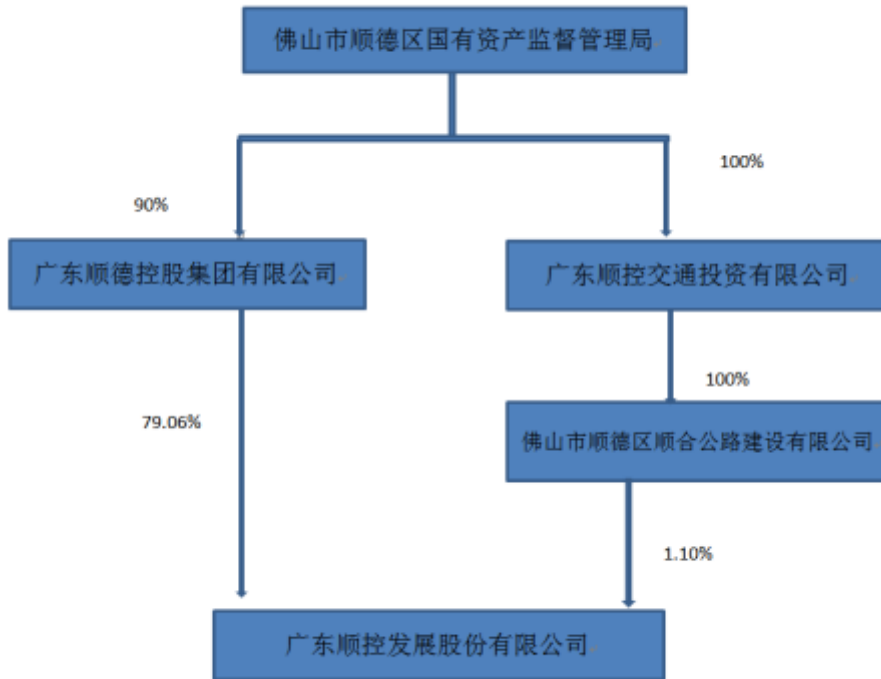 佛山市顺德区国有资产监督管理局
100%
90%
广东顺德控股集团有限公司
广东顺控交通投资有限公司
100%
79.06%
佛山市顺德区顺合公路建设有限公司
1.10%
广东顺控发展股份有限公司